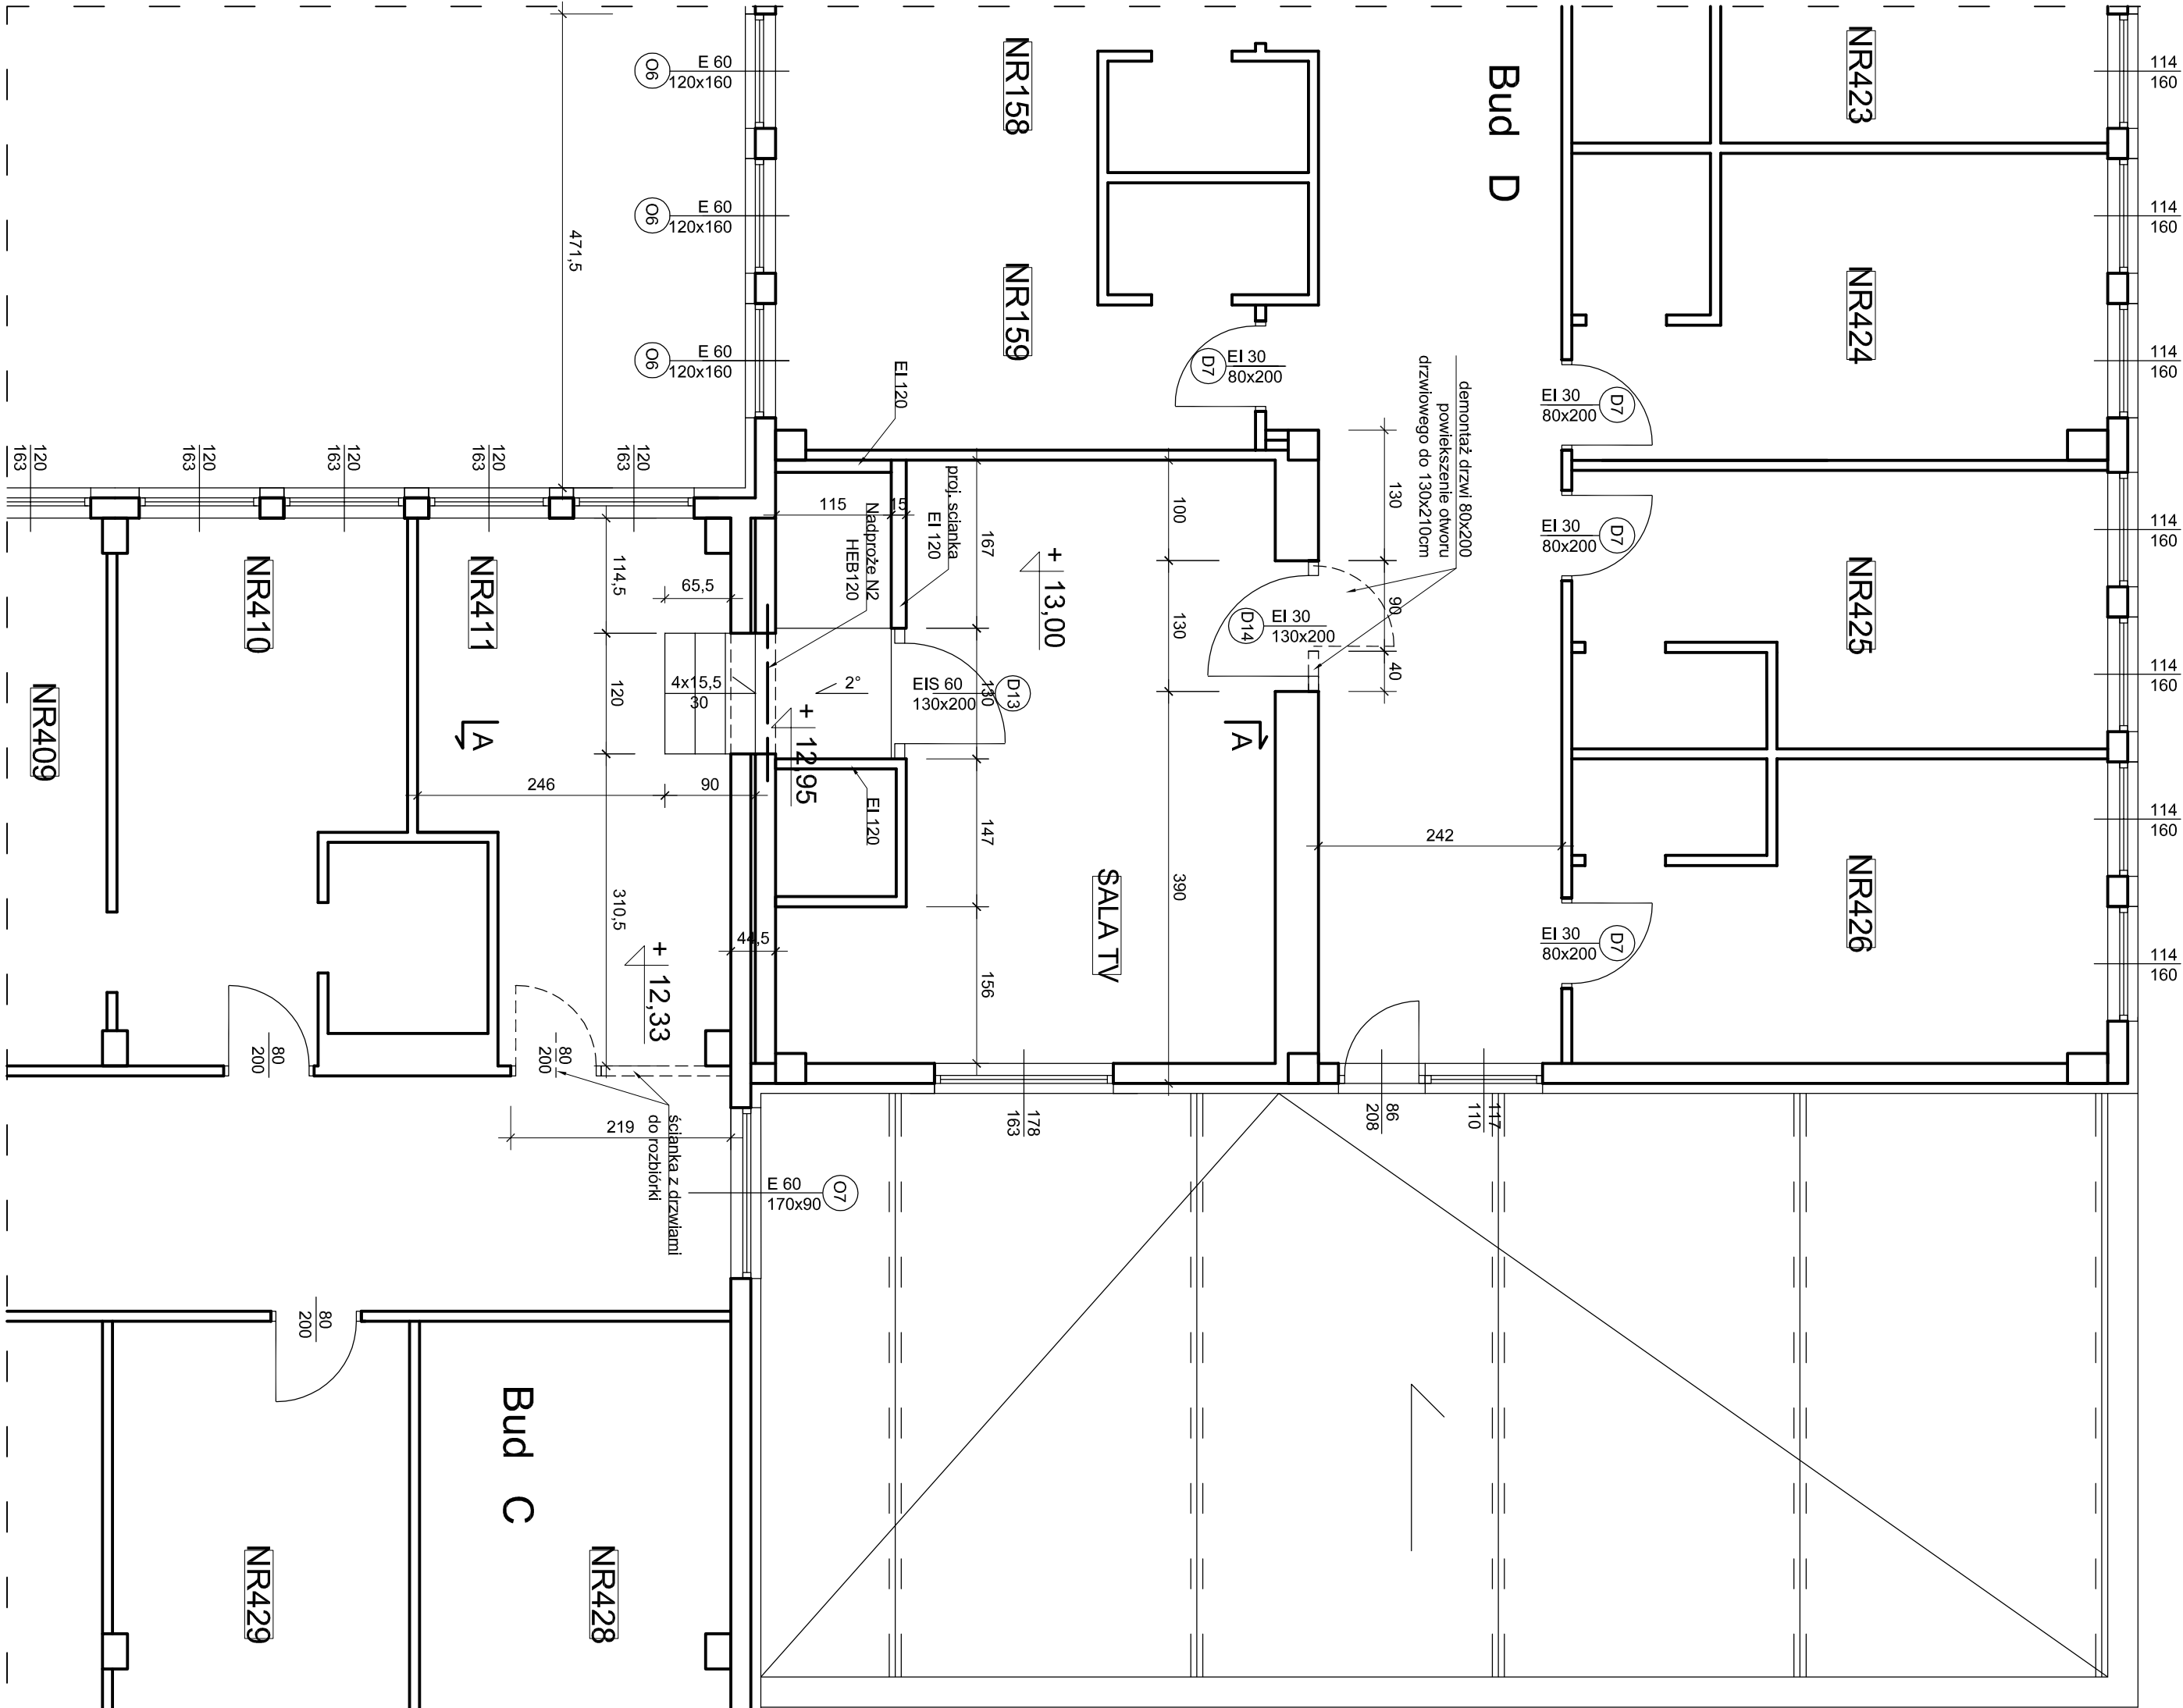 NR423
NR424
NR425
NR426
114
160
114
160
114
160
114
160
114
160
114
160
114
160
Bud D
NR158
NR159
E 60
120x160
O6
E 60
120x160
O6
E 60
120x160
O6
471,5
EI 30
80x200
D7
EI 30
80x200
D7
EI 30
80x200
D7
EI 30
80x200
D7
demontaż drzwi 80x200
powiekszenie otworu
drzwiowego do 130x210cm
130
90
40
100
130
390
242
EI 120
proj. scianka
EI 120
Nadproże N2
HEB120
115
15
167
130
147
156
+ 13,00
D14
EI 30
130x200
EIS 60
130x200
D13
2°
+ 12,95
EI 120
SALA TV
A
A
120
163
120
163
120
163
120
163
120
163
NR409
NR410
NR411
114,5
65,5
120
4x15,5
30
246
90
310,5
44,5
+ 12,33
80
200
80
200
80
200
219
ścianka z drzwiami
do rozbiórki
E 60
170x90
O7
178
163
86
208
117
110
Bud C
NR429
NR428